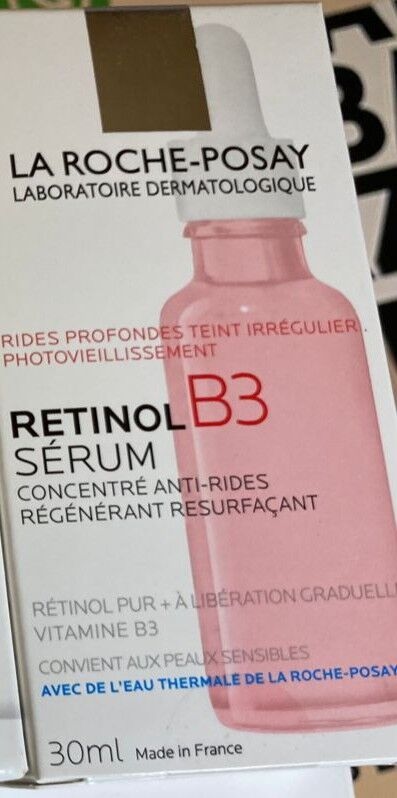 LA ROCHE-POSAY
LABORATOIRE DERMATOLOGIQUE
RIDES PROFONDES TEINT IRRÉGULIER
PHOTOVIEILLISSEMENT
RETINOL B3
SÉRUM
CONCENTRÉ ANTI-RIDES
RÉGÉNÉRANT RESURFAÇANT
RÉTINOL PUR + À LIBÉRATION GRADUELL
VITAMINE B3
CONVIENT AUX PEAUX SENSIBLES
AVEC DE L'EAU THERMALE DE LA ROCHE-POSAY
30ml Made in France